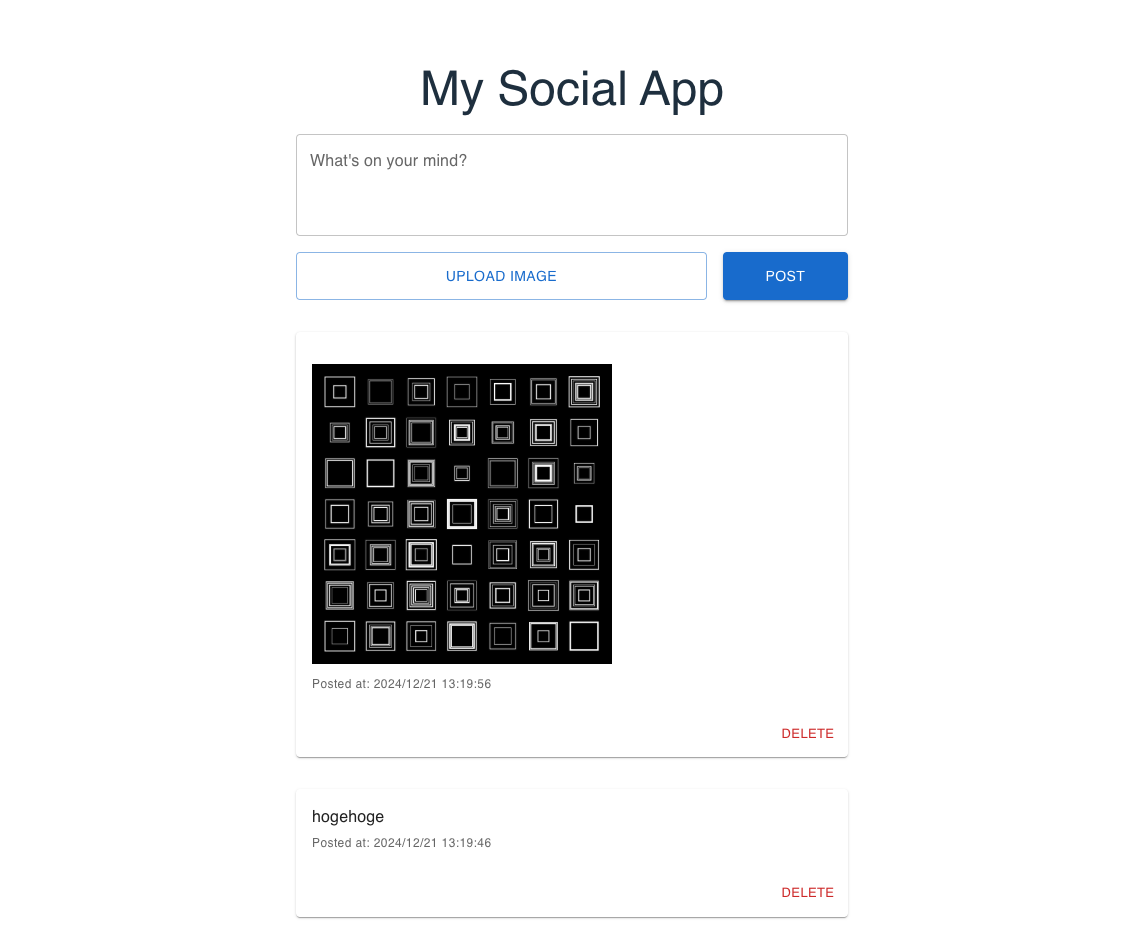 My Social App
What's on your mind?
UPLOAD IMAGE
POST
Posted at: 2024/12/21 13:19:56
DELETE
hogehoge
Posted at: 2024/12/21 13:19:46
DELETE